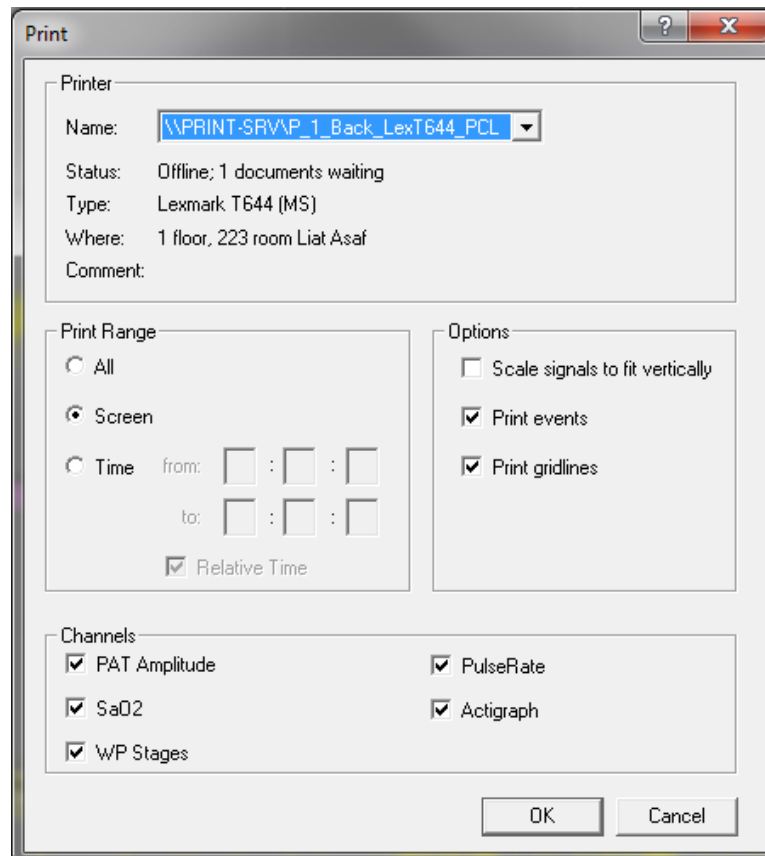 Print
?
X
Printer
Name: \\PRINT-SRV\P_1_Back_LexT644_PCL
Status: Offline; 1 documents waiting
Type: Lexmark T644 (MS)
Where: 1 floor, 223 room Liat Asaf
Comment:
Print Range
All
Screen
Time from: : :
to: : :
Relative Time
Options
Scale signals to fit vertically
Print events
Print gridlines
Channels
PAT Amplitude PulseRate
SaO2 Actigraph
WP Stages
OK Cancel